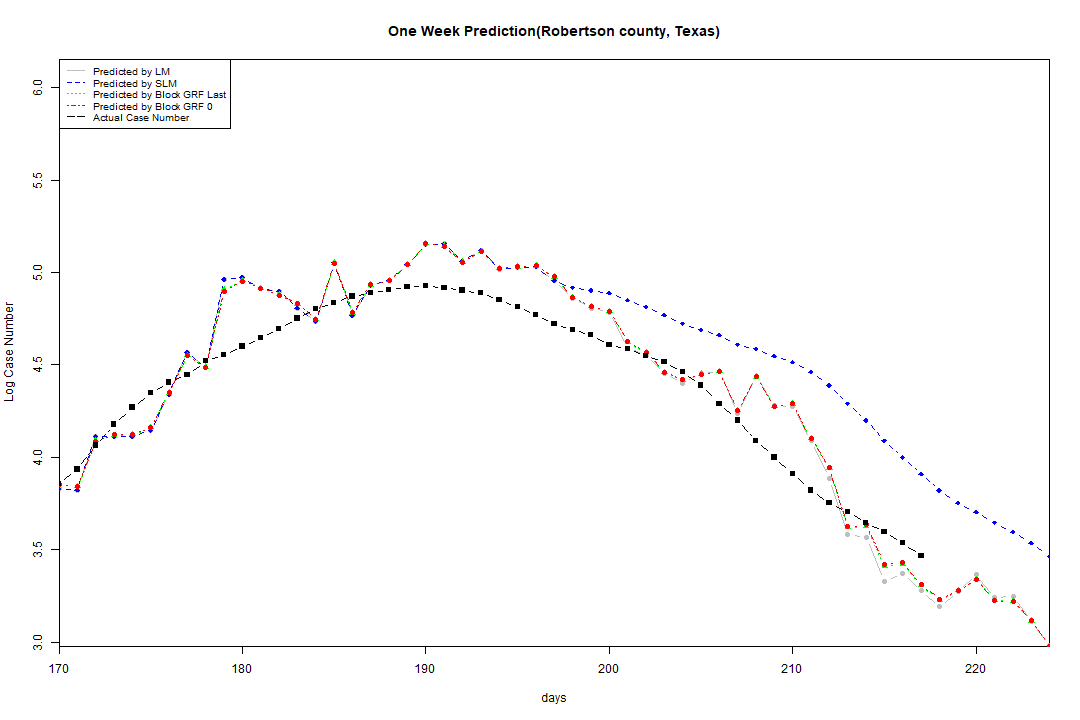 One Week Prediction(Robertson county, Texas)
Predicted by LM
Predicted by SLM
Predicted by Block GRF Last
Predicted by Block GRF 0
Actual Case Number
Log Case Number
6.0
5.5
5.0
4.5
4.0
3.5
3.0
170 180 190 200 210 220
days